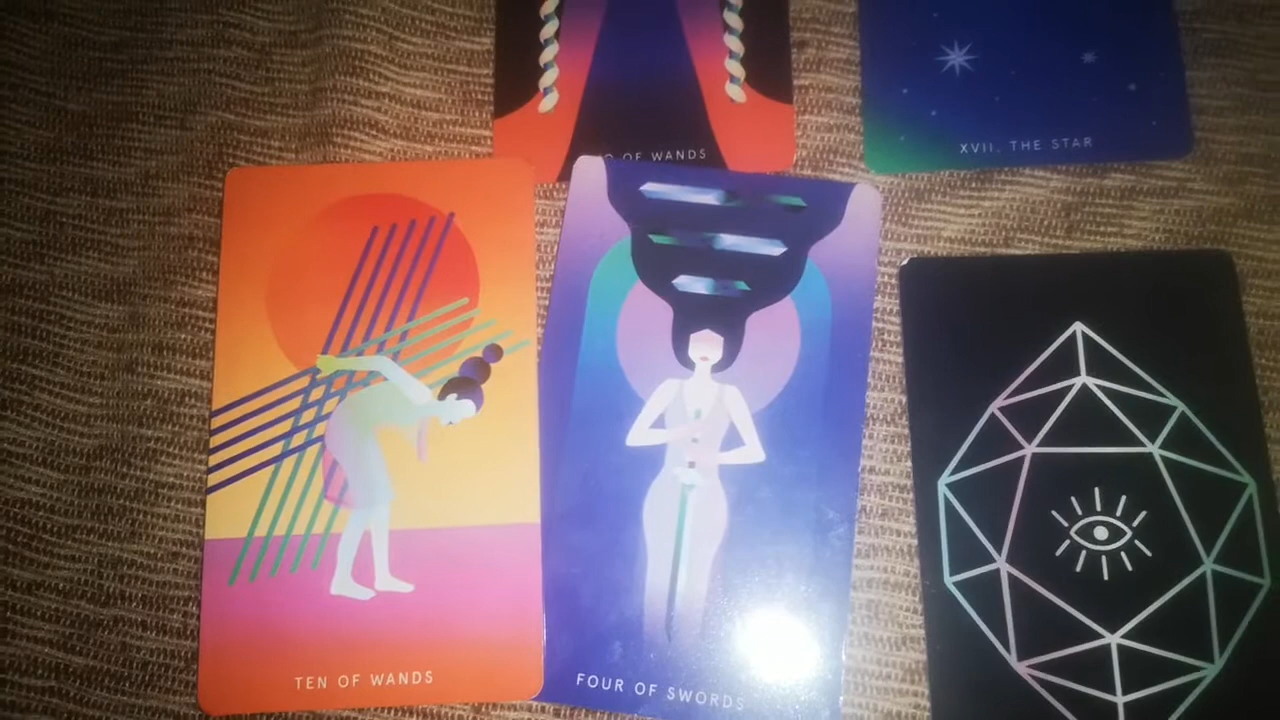 OF WANDS
XVII. THE STAR
TEN OF WANDS
FOUR OF SWORDS